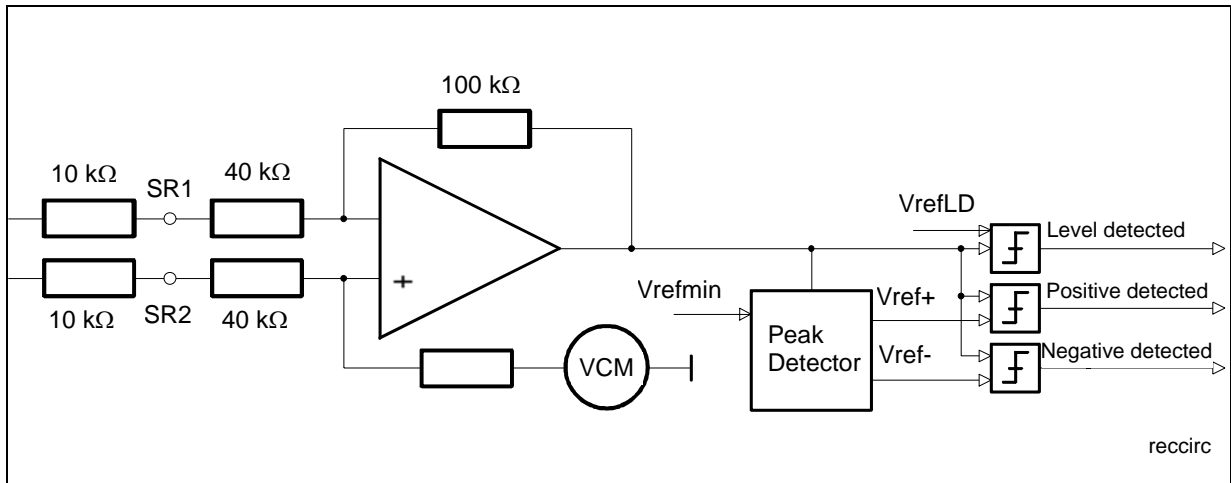 100 kΩ
10 kΩ
SR1
40 kΩ
10 kΩ
SR2
40 kΩ
+
VCM
Vrefmin
Peak
Detector
Vref+
Vref-
VrefLD
Level detected
Positive detected
Negative detected
reccirc